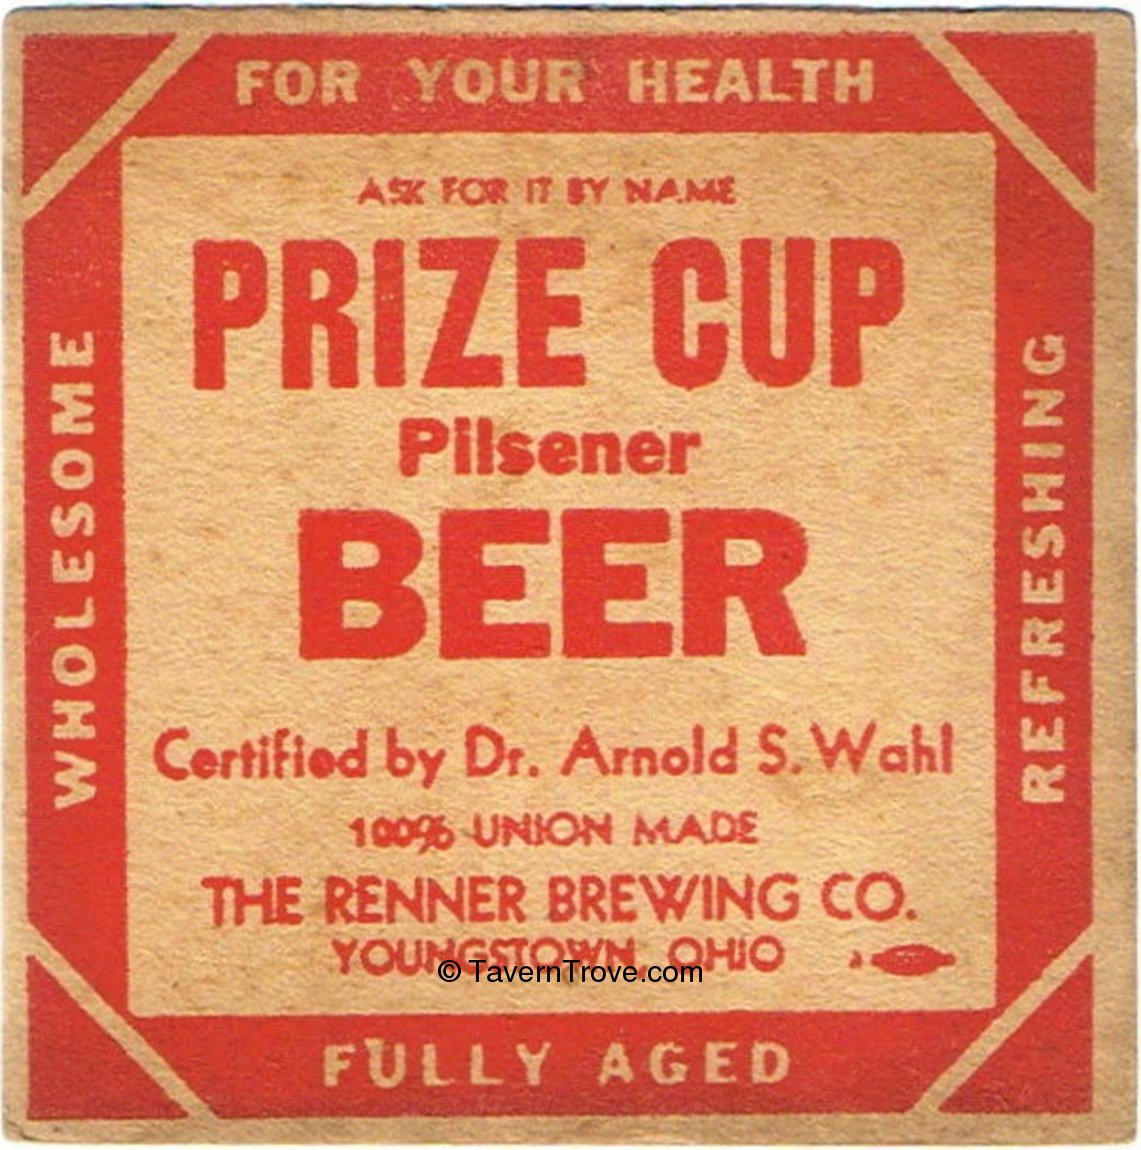 FOR YOUR HEALTH
WHOLESOME
ASK FOR IT BY NAME
PRIZE CUP
Pilsener
BEER
Certified by Dr. Arnold S. Wahl
100% UNION MADE
THE RENNER BREWING CO.
YOUNGSTOWN, OHIO
© TavernTrove.com
REFRESHING
FULLY AGED